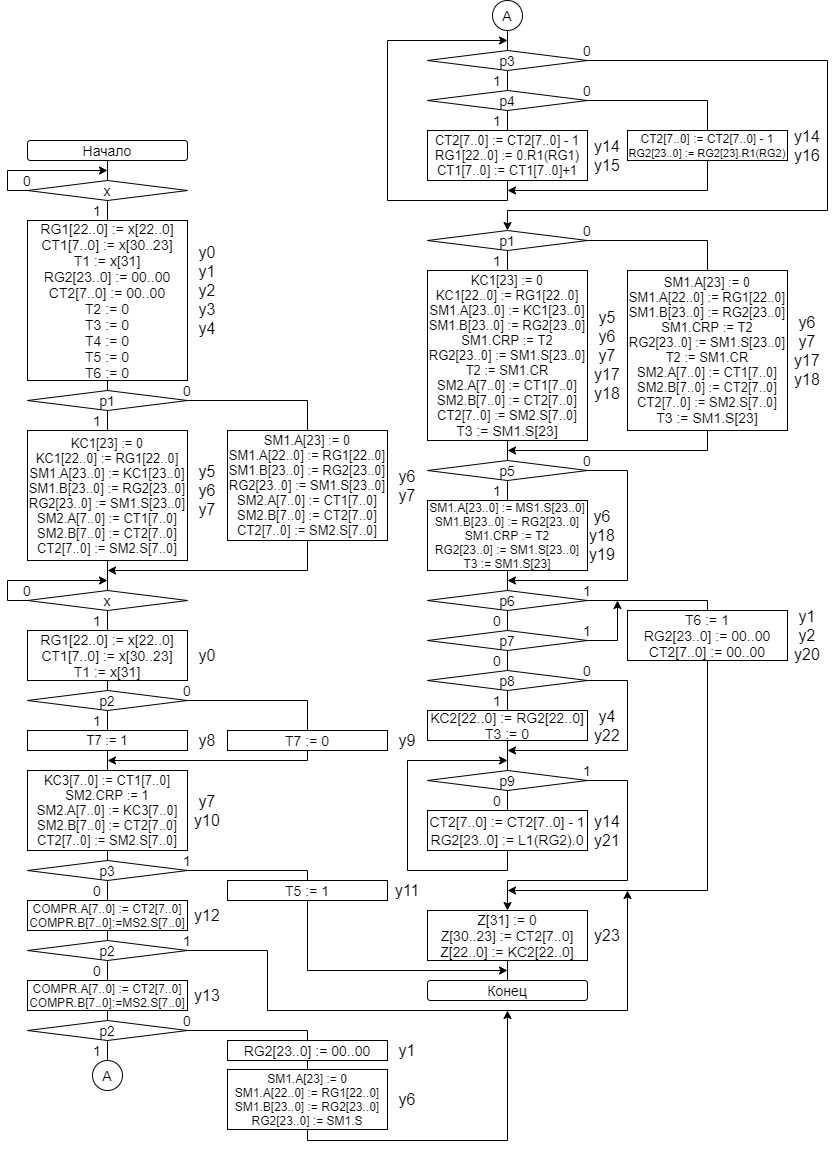 Начало
0
x
1
RG1[22..0] := x[22..0]
CT1[7..0] := x[30..23]
T1 := x[31]
RG2[23..0] := 00..00
CT2[7..0] := 00..00
T2 := 0
T3 := 0
T4 := 0
T5 := 0
T6 := 0
y0
y1
y2
y3
y4
p1
0
1
KC1[23] := 0
KC1[22..0] := RG1[22..0]
SM1.A[23..0] := KC1[23..0]
SM1.B[23..0] := RG2[23..0]
RG2[23..0] := SM1.S[23..0]
SM2.A[7..0] := CT1[7..0]
SM2.B[7..0] := CT2[7..0]
CT2[7..0] := SM2.S[7..0]
y5
y6
y7
SM1.A[23] := 0
SM1.A[22..0] := RG1[22..0]
SM1.B[23..0] := RG2[23..0]
RG2[23..0] := SM1.S[23..0]
SM2.A[7..0] := CT1[7..0]
SM2.B[7..0] := CT2[7..0]
CT2[7..0] := SM2.S[7..0]
y6
y7
0
x
1
RG1[22..0] := x[22..0]
CT1[7..0] := x[30..23]
T1 := x[31]
y0
p2
0
1
T7 := 1
y8
T7 := 0
y9
KC3[7..0] := CT1[7..0]
SM2.CRP := 1
SM2.A[7..0] := KC3[7..0]
SM2.B[7..0] := CT2[7..0]
CT2[7..0] := SM2.S[7..0]
y7
y10
p3
1
0
T5 := 1
y11
COMPR.A[7..0] := CT2[7..0]
COMPR.B[7..0]:=MS2.S[7..0]
y12
p2
1
0
COMPR.A[7..0] := CT2[7..0]
COMPR.B[7..0]:=MS2.S[7..0]
y13
p2
0
1
A
RG2[23..0] := 00..00
y1
SM1.A[23] := 0
SM1.A[22..0] := RG1[22..0]
SM1.B[23..0] := RG2[23..0]
RG2[23..0] := SM1.S
y6
A
p3
0
1
p4
0
1
CT2[7..0] := CT2[7..0] - 1
RG1[22..0] := 0.R1(RG1)
CT1[7..0] := CT1[7..0]+1
y14
y15
CT2[7..0] := CT2[7..0] - 1
RG2[23..0] := RG2[23].R1(RG2)
y14
y16
p1
0
1
KC1[23] := 0
KC1[22..0] := RG1[22..0]
SM1.A[23..0] := KC1[23..0]
SM1.B[23..0] := RG2[23..0]
SM1.CRP := T2
RG2[23..0] := SM1.S[23..0]
T2 := SM1.CR
SM2.A[7..0] := CT1[7..0]
SM2.B[7..0] := CT2[7..0]
CT2[7..0] := SM2.S[7..0]
T3 := SM1.S[23]
y5
y6
y7
y17
y18
SM1.A[23] := 0
SM1.A[22..0] := RG1[22..0]
SM1.B[23..0] := RG2[23..0]
SM1.CRP := T2
RG2[23..0] := SM1.S[23..0]
T2 := SM1.CR
SM2.A[7..0] := CT1[7..0]
SM2.B[7..0] := CT2[7..0]
CT2[7..0] := SM2.S[7..0]
T3 := SM1.S[23]
y6
y7
y17
y18
p5
0
1
SM1.A[23..0] := MS1.S[23..0]
SM1.B[23..0] := RG2[23..0]
SM1.CRP := T2
RG2[23..0] := SM1.S[23..0]
T3 := SM1.S[23]
y6
y18
y19
p6
1
0
T6 := 1
RG2[23..0] := 00..00
CT2[7..0] := 00..00
y1
y2
y20
p7
1
0
p8
0
1
KC2[22..0] := RG2[22..0]
T3 := 0
y4
y22
p9
1
0
CT2[7..0] := CT2[7..0] - 1
RG2[23..0] := L1(RG2).0
y14
y21
Z[31] := 0
Z[30..23] := CT2[7..0]
Z[22..0] := KC2[22..0]
y23
Конец